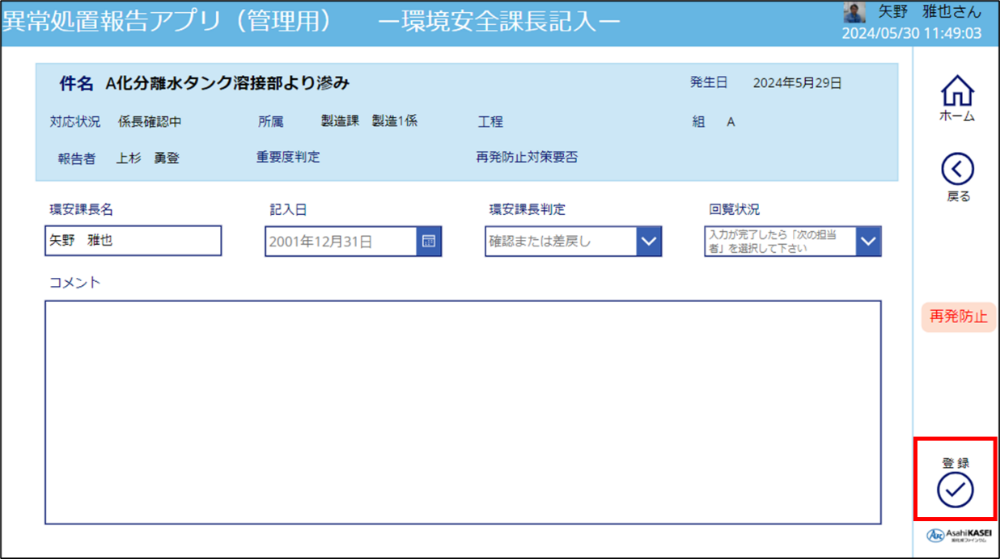 異常処置報告アプリ（管理用）　ー環境安全課長記入ー
矢野　雅也さん
2024/05/30 11:49:03
件名 A化分離水タンク溶接部より滲み 発生日 2024年5月29日
対応状況 係長確認中 所属 製造課　製造1係 工程 組 A
報告者 上杉　勇登 重要度判定 再発防止対策要否
環安課長名 記入日 環安課長判定 回覧状況
矢野　雅也 2001年12月31日 確認または差戻し 入力が完了したら「次の担当
者」を選択して下さい
コメント
ホーム
戻る
再発防止
登録
AsahiKASEI